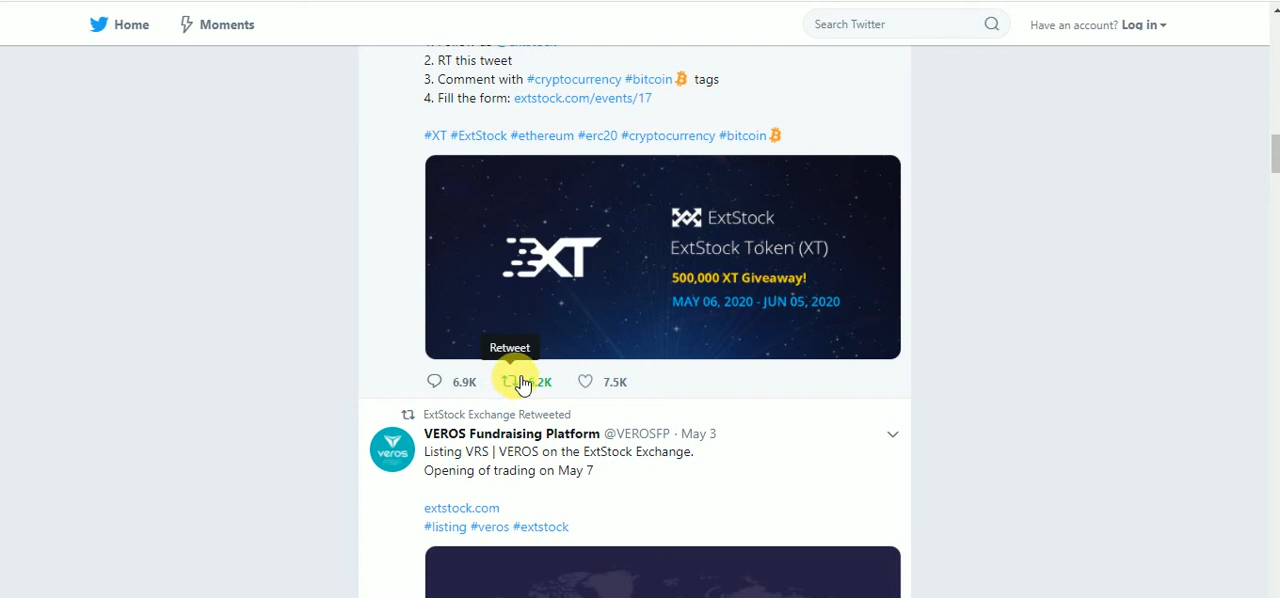 Home
Moments
Search Twitter
Have an account? Log in
2. RT this tweet
3. Comment with #cryptocurrency #bitcoin tags
4. Fill the form: extstock.com/events/17
#XT #ExtStock #ethereum #erc20 #cryptocurrency #bitcoin
ExtStock
XT
ExtStock Token (XT)
500,000 XT Giveaway!
MAY 06, 2020 - JUN 05, 2020
Retweet
6.9K .2K 7.5K
ExtStock Exchange Retweeted
VEROS Fundraising Platform @VEROSFP · May 3
veros
Listing VRS | VEROS on the ExtStock Exchange.
Opening of trading on May 7
extstock.com
#listing #veros #extstock